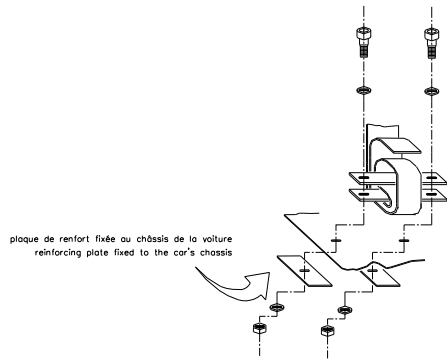 plaque de renfort fixée au châssis de la voiture
reinforcing plate fixed to the car's chassis